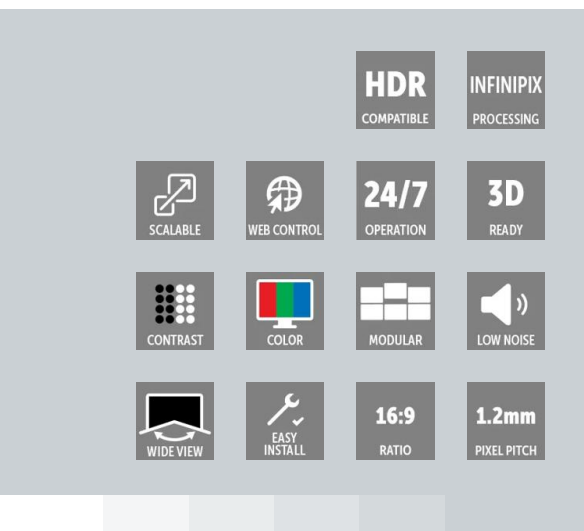 HDR
COMPATIBLE
INFINIPIX
PROCESSING
SCALABLE
WEB CONTROL
24/7
OPERATION
3D
READY
CONTRAST
COLOR
MODULAR
LOW NOISE
WIDE VIEW
EASY
INSTALL
16:9
RATIO
1.2mm
PIXEL PITCH